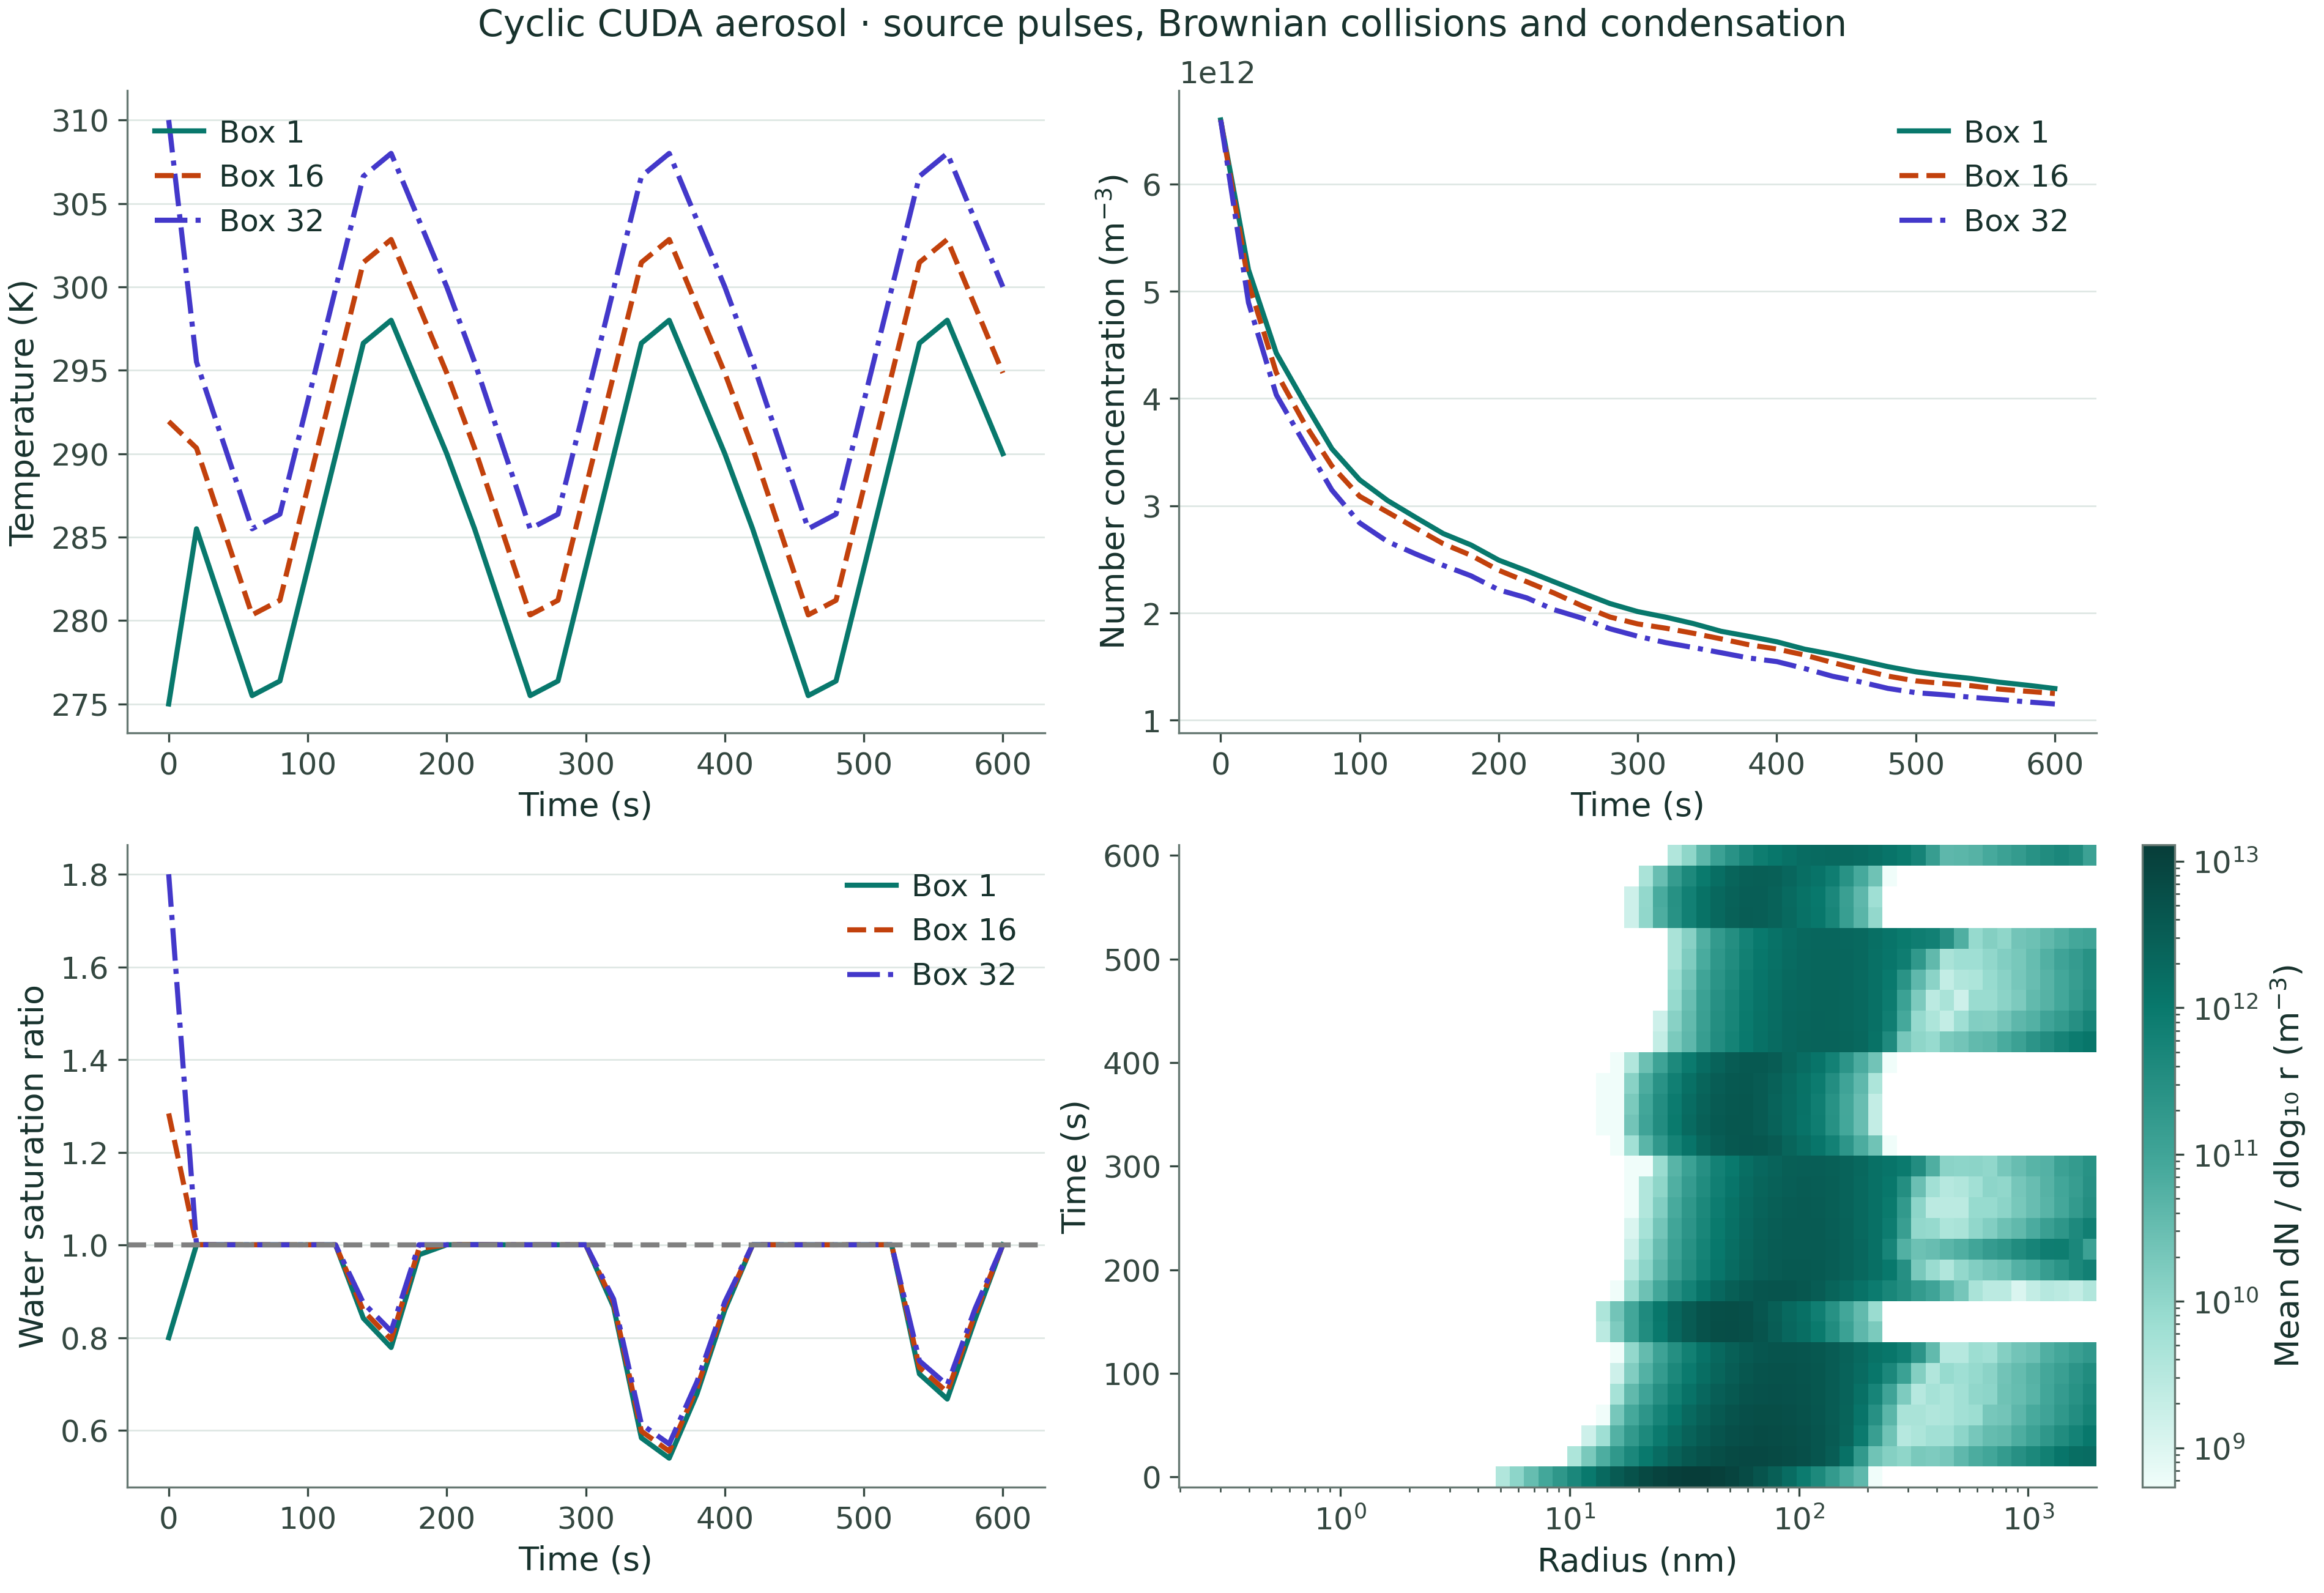 Cyclic CUDA aerosol · source pulses, Brownian collisions and condensation
310
305
300
295
290
285
280
275
Temperature (K)
Box 1
Box 16
Box 32
0 100 200 300 400 500 600
Time (s)
1e12
6
5
4
3
2
1
Number concentration (m⁻³)
Box 1
Box 16
Box 32
0 100 200 300 400 500 600
Time (s)
1.8
1.6
1.4
1.2
1.0
0.8
0.6
Water saturation ratio
Box 1
Box 16
Box 32
0 100 200 300 400 500 600
Time (s)
600
500
400
300
200
100
0
Time (s)
10⁰ 10¹ 10² 10³
Radius (nm)
10¹³
10¹²
10¹¹
10¹⁰
10⁹
Mean dN / dlog₁₀ r (m⁻³)